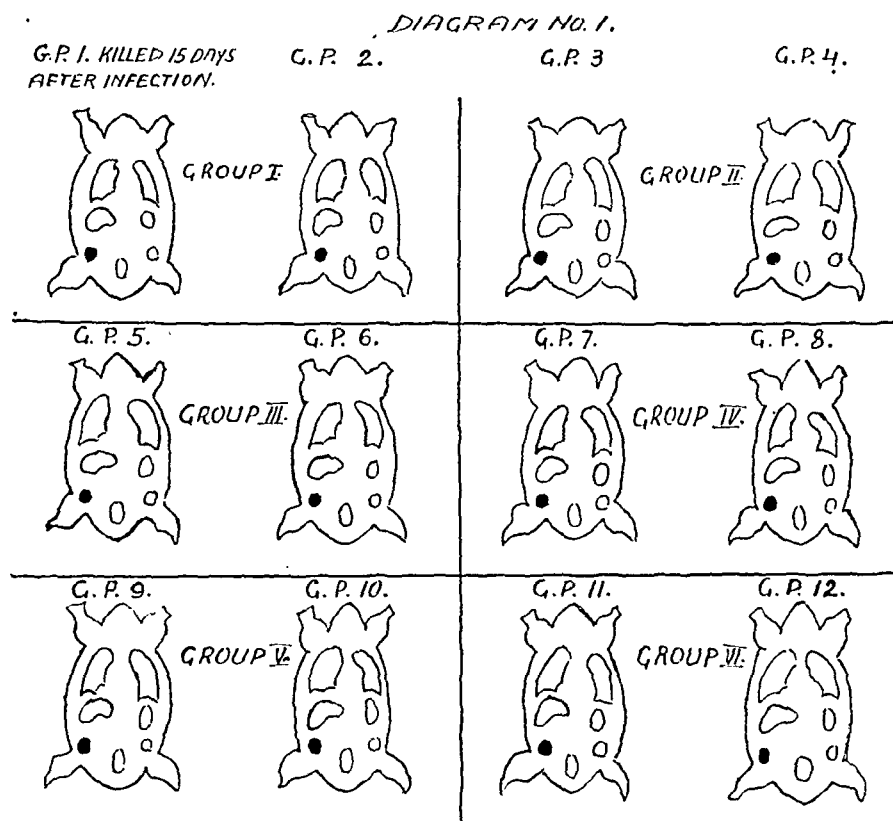 DIAGRAM NO. 1.
G.P. 1. KILLED 15 DAYS
AFTER INFECTION.
G. P. 2.
G.P. 3
G.P. 4.
GROUP I.
GROUP II.
G. P. 5.
G. P. 6.
G. P. 7.
G. P. 8.
GROUP III.
GROUP IV.
G. P. 9.
G. P. 10.
G. P. 11.
G. P. 12.
GROUP V.
GROUP VI.